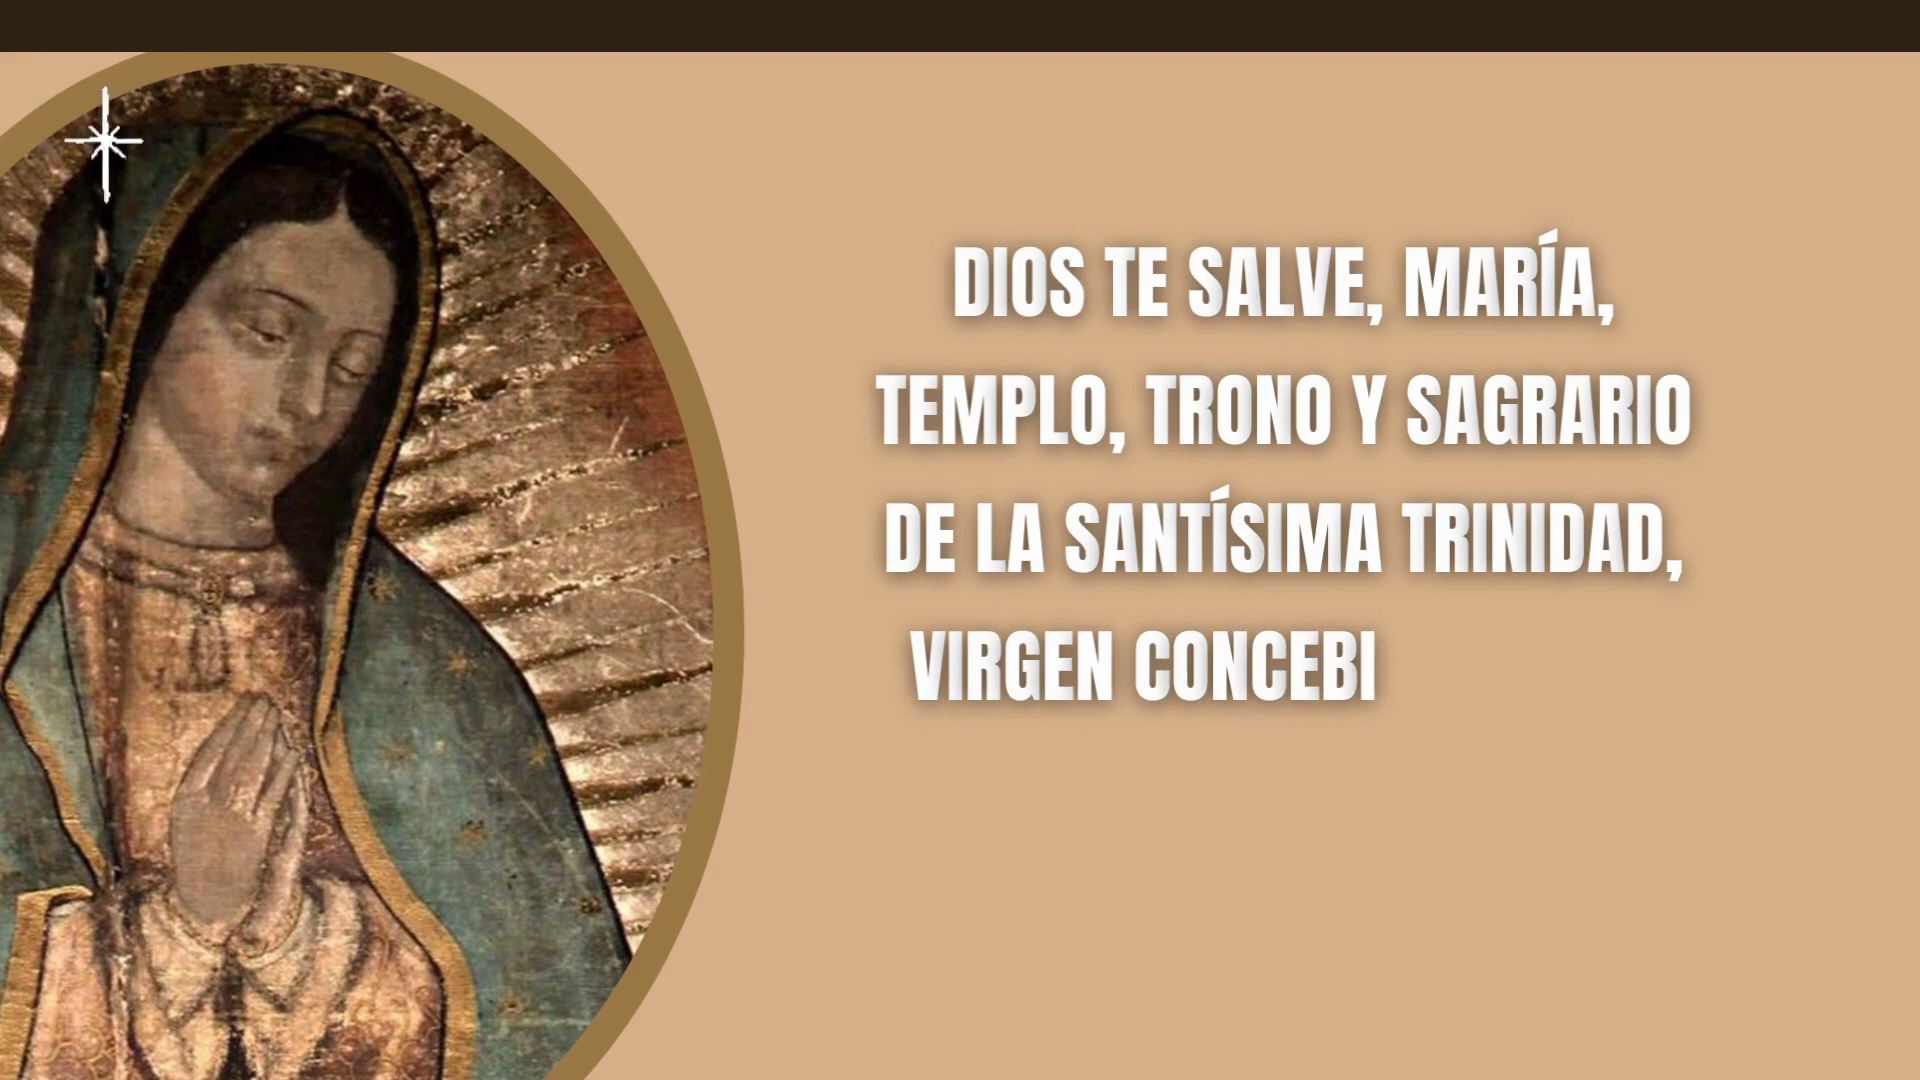 DIOS TE SALVE, MARÍA,
TEMPLO, TRONO Y SAGRARIO
DE LA SANTÍSIMA TRINIDAD,
VIRGEN CONCEBI